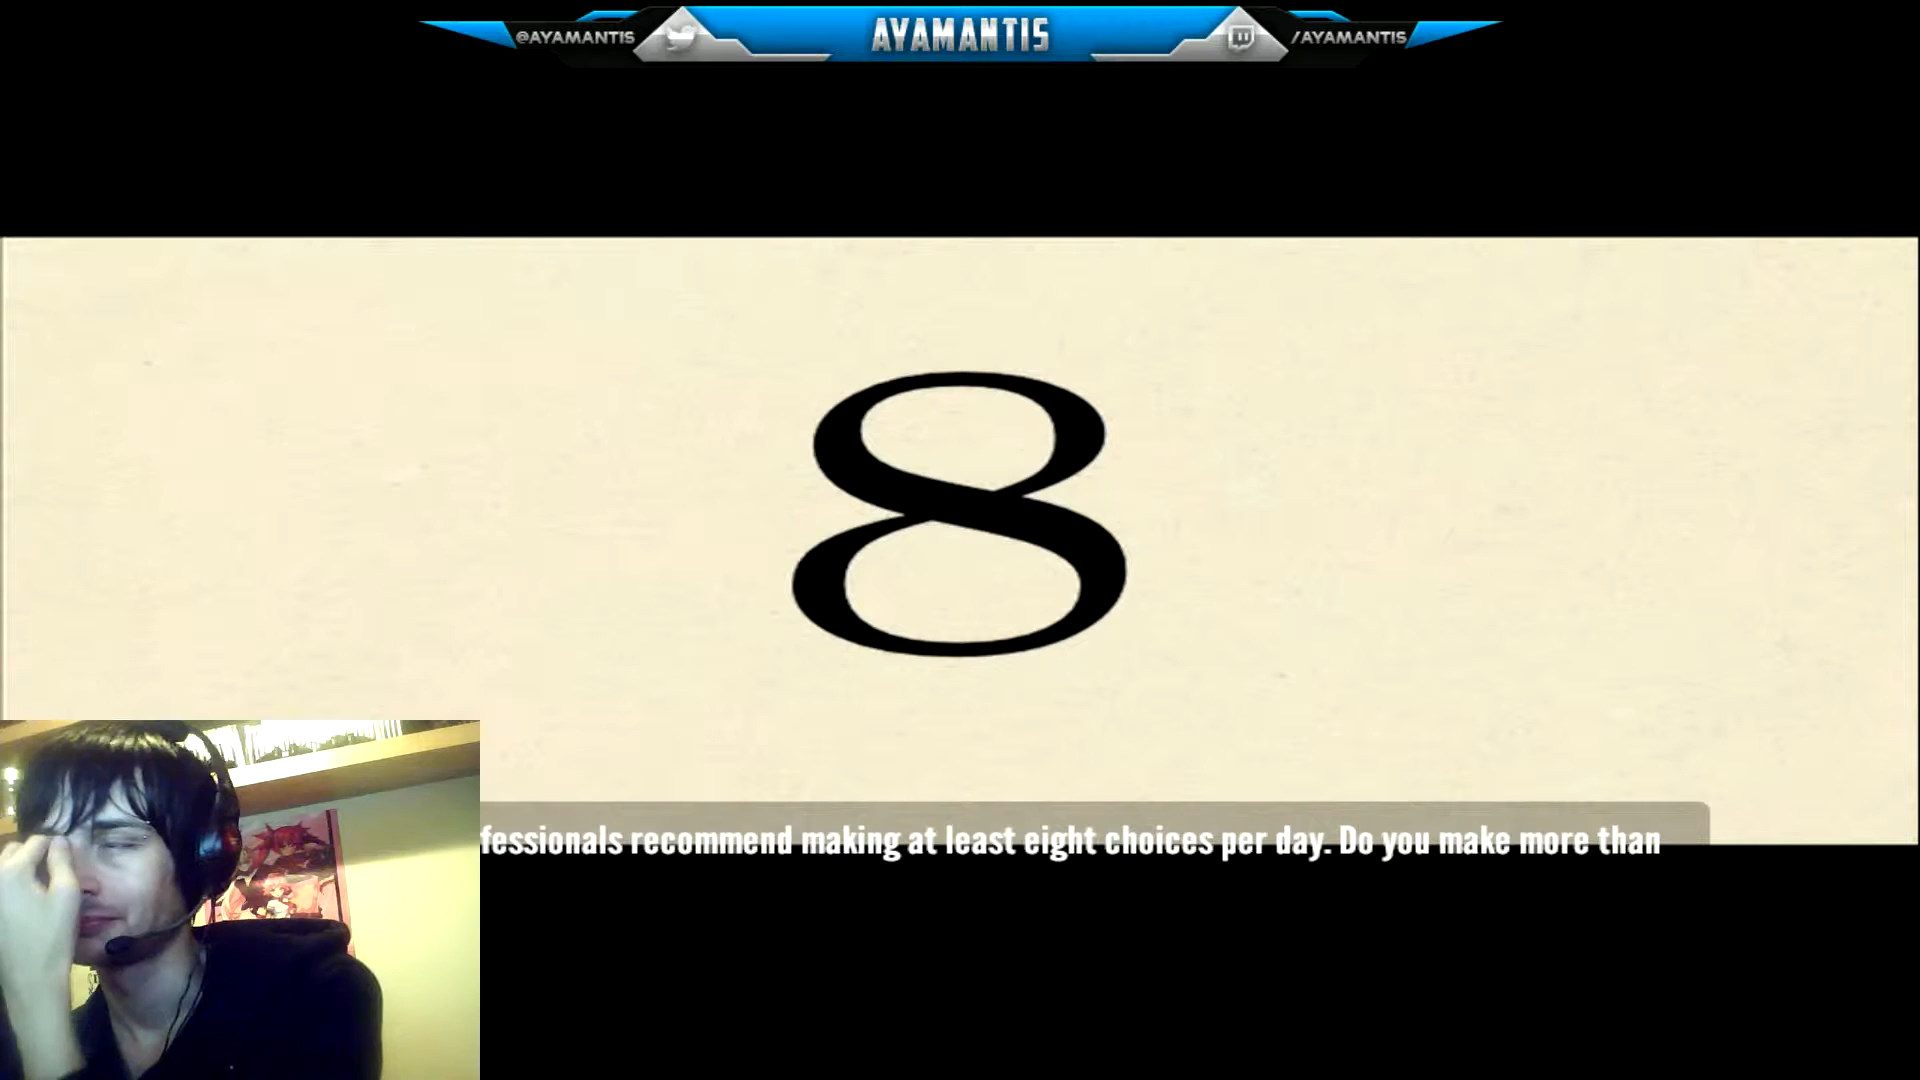 @AYAMANTIS
AYAMANTIS
/AYAMANTIS
8
fessionals recommend making at least eight choices per day. Do you make more than